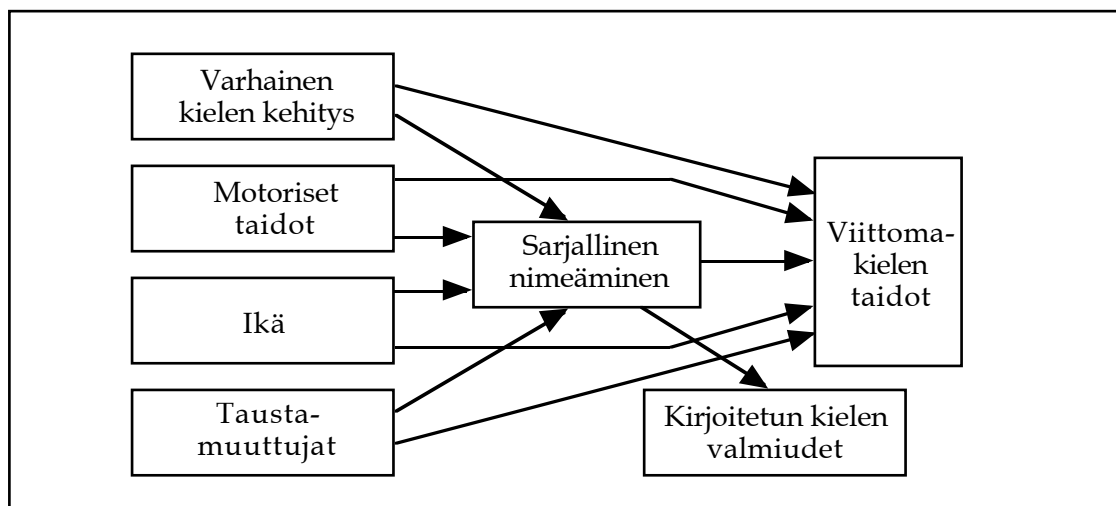 Varhainen
kielen kehitys
Motoriset
taidot
Ikä
Tausta-
muuttujat
Sarjallinen
nimeäminen
Kirjoitetun kielen
valmiudet
Viittoma-
kielen
taidot